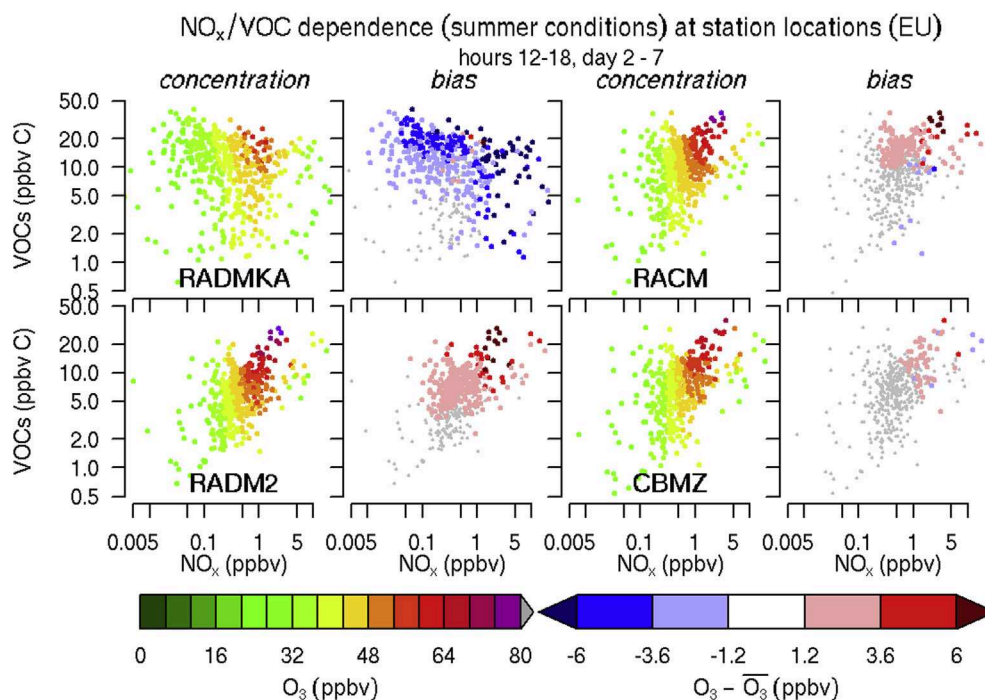 NOx/VOC dependence (summer conditions) at station locations (EU)
hours 12-18, day 2 - 7
concentration bias concentration bias
VOCs (ppbv C)
50.0
20.0
10.0
5.0
2.0
1.0
0.5
RADMKA RACM
VOCs (ppbv C)
50.0
20.0
10.0
5.0
2.0
1.0
0.5
RADM2 CBMZ
0.005 0.1 1 5 0.005 0.1 1 5 0.005 0.1 1 5 0.005 0.1 1 5
NOx (ppbv) NOx (ppbv) NOx (ppbv) NOx (ppbv)
0 16 32 48 64 80 -6 -3.6 -1.2 1.2 3.6 6
O3 (ppbv) O3 − O̅3̅ (ppbv)